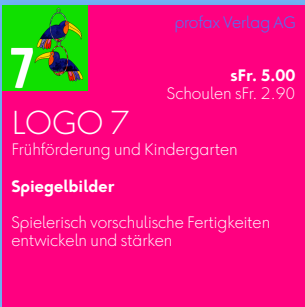 profax Verlag AG
7
sFr. 5.00
Schoulen sFr. 2.90
LOGO 7
Frühförderung und Kindergarten
Spiegelbilder
Spielerisch vorschulische Fertigkeiten
entwickeln und stärken